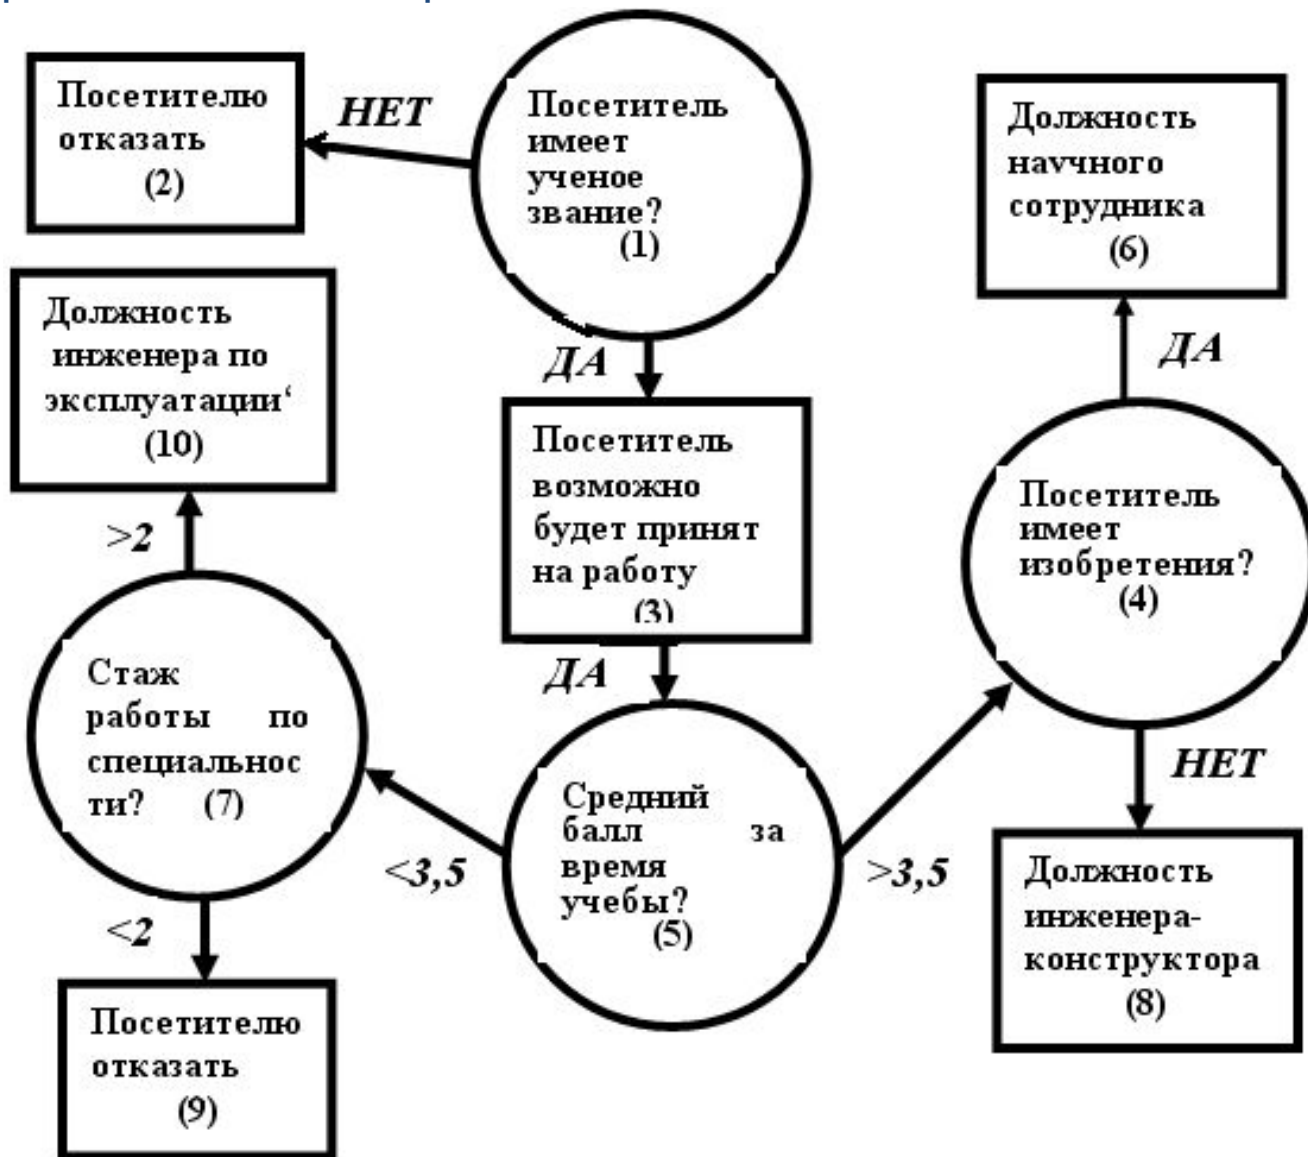 Посетителю
отказать
(2)
НЕТ
Посетитель
имеет
ученое
звание?
(1)
Должность
научного
сотрудника
(6)
Должность
инженера по
эксплуатации‘
(10)
ДА
ДА
Посетитель
возможно
будет принят
на работу
(3)
Посетитель
имеет
изобретения?
(4)
>2
Стаж
работы по
специальнос
ти? (7)
ДА
НЕТ
Средний
балл за
время
учебы?
(5)
<3,5
>3,5
<2
Должность
инженера-
конструктора
(8)
Посетителю
отказать
(9)